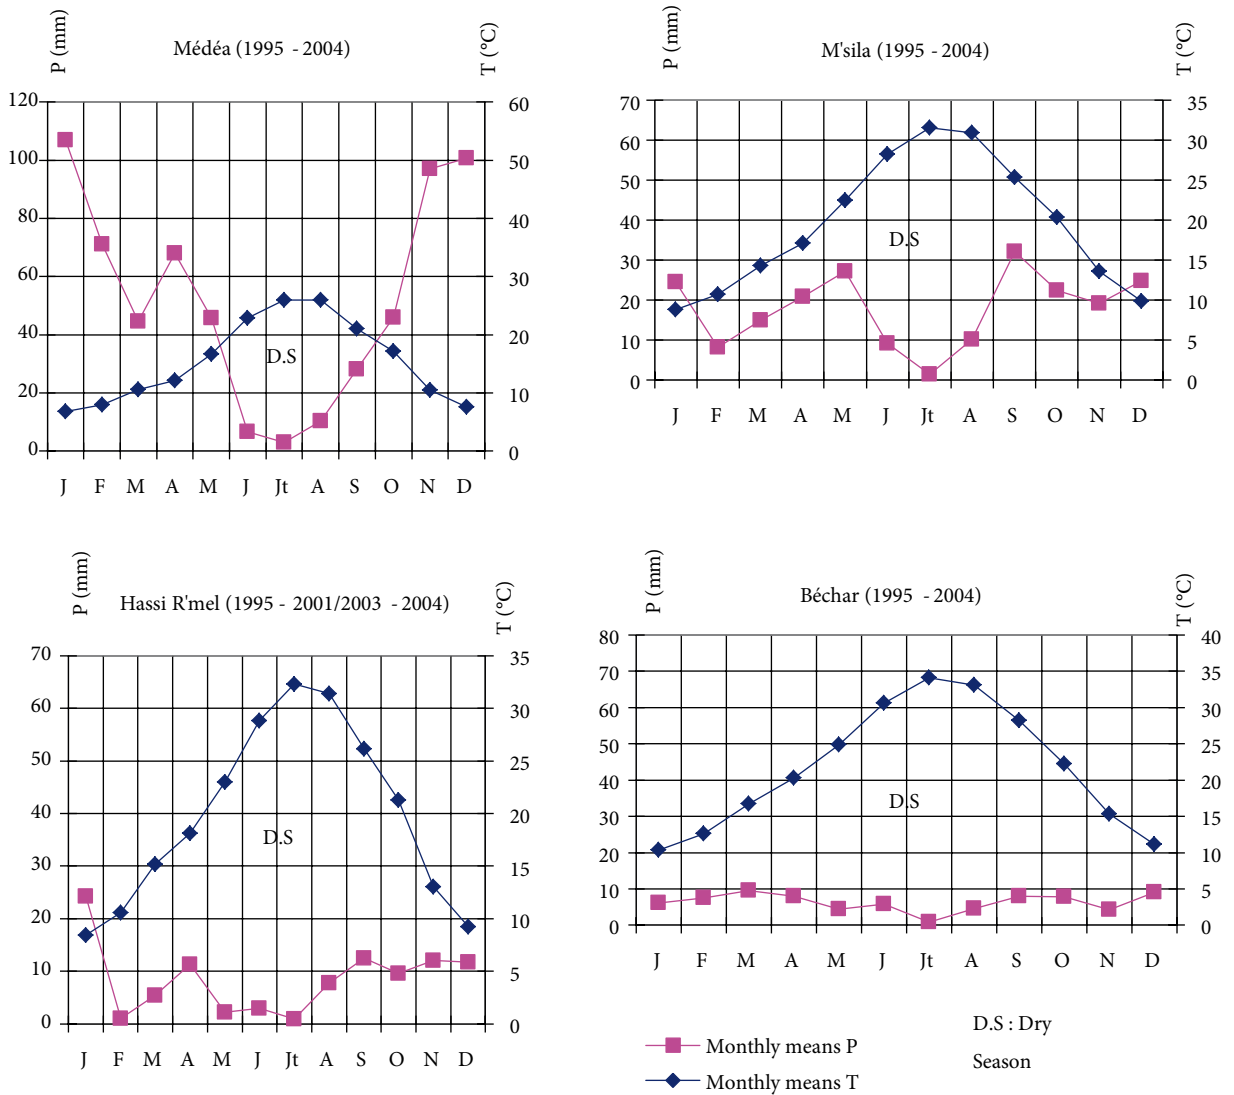 Médéa (1995 - 2004)
P (mm)
T (°C)
120
100
80
60
40
20
0
60
50
40
30
20
10
0
D.S
J F M A M J Jt A S O N D
M'sila (1995 - 2004)
P (mm)
T (°C)
70
60
50
40
30
20
10
0
35
30
25
20
15
10
5
0
D.S
J F M A M J Jt A S O N D
Hassi R'mel (1995 - 2001/2003 - 2004)
P (mm)
T (°C)
70
60
50
40
30
20
10
0
35
30
25
20
15
10
5
0
D.S
J F M A M J Jt A S O N D
Béchar (1995 - 2004)
P (mm)
T (°C)
80
70
60
50
40
30
20
10
0
40
35
30
25
20
15
10
5
0
D.S
J F M A M J Jt A S O N D
Monthly means P
Monthly means T
D.S : Dry
Season